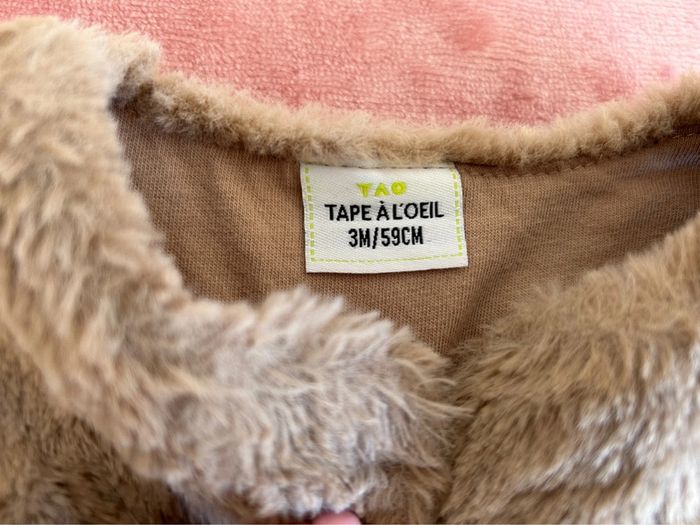 TAO
TAPE À L'OEIL
3M/59CM